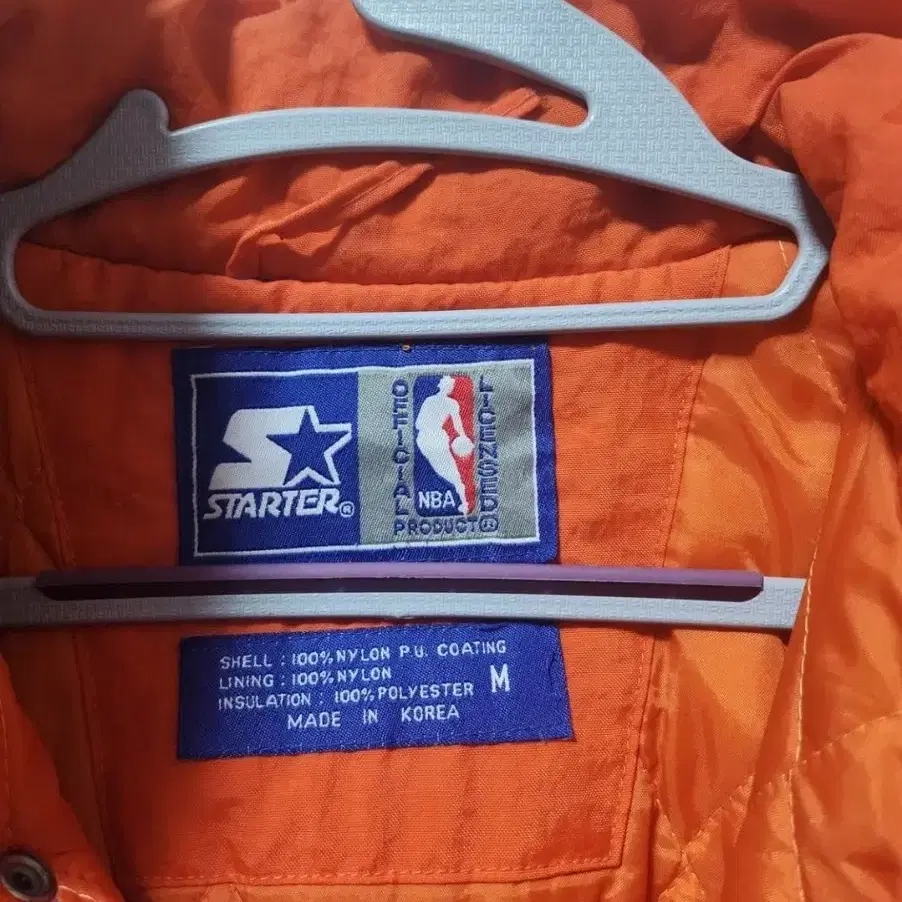 STARTER®
OFFICIAL
LICENSED
NBA
PRODUCT®
SHELL : 100% NYLON P.U. COATING
LINING : 100% NYLON
INSULATION : 100% POLYESTER M
MADE IN KOREA